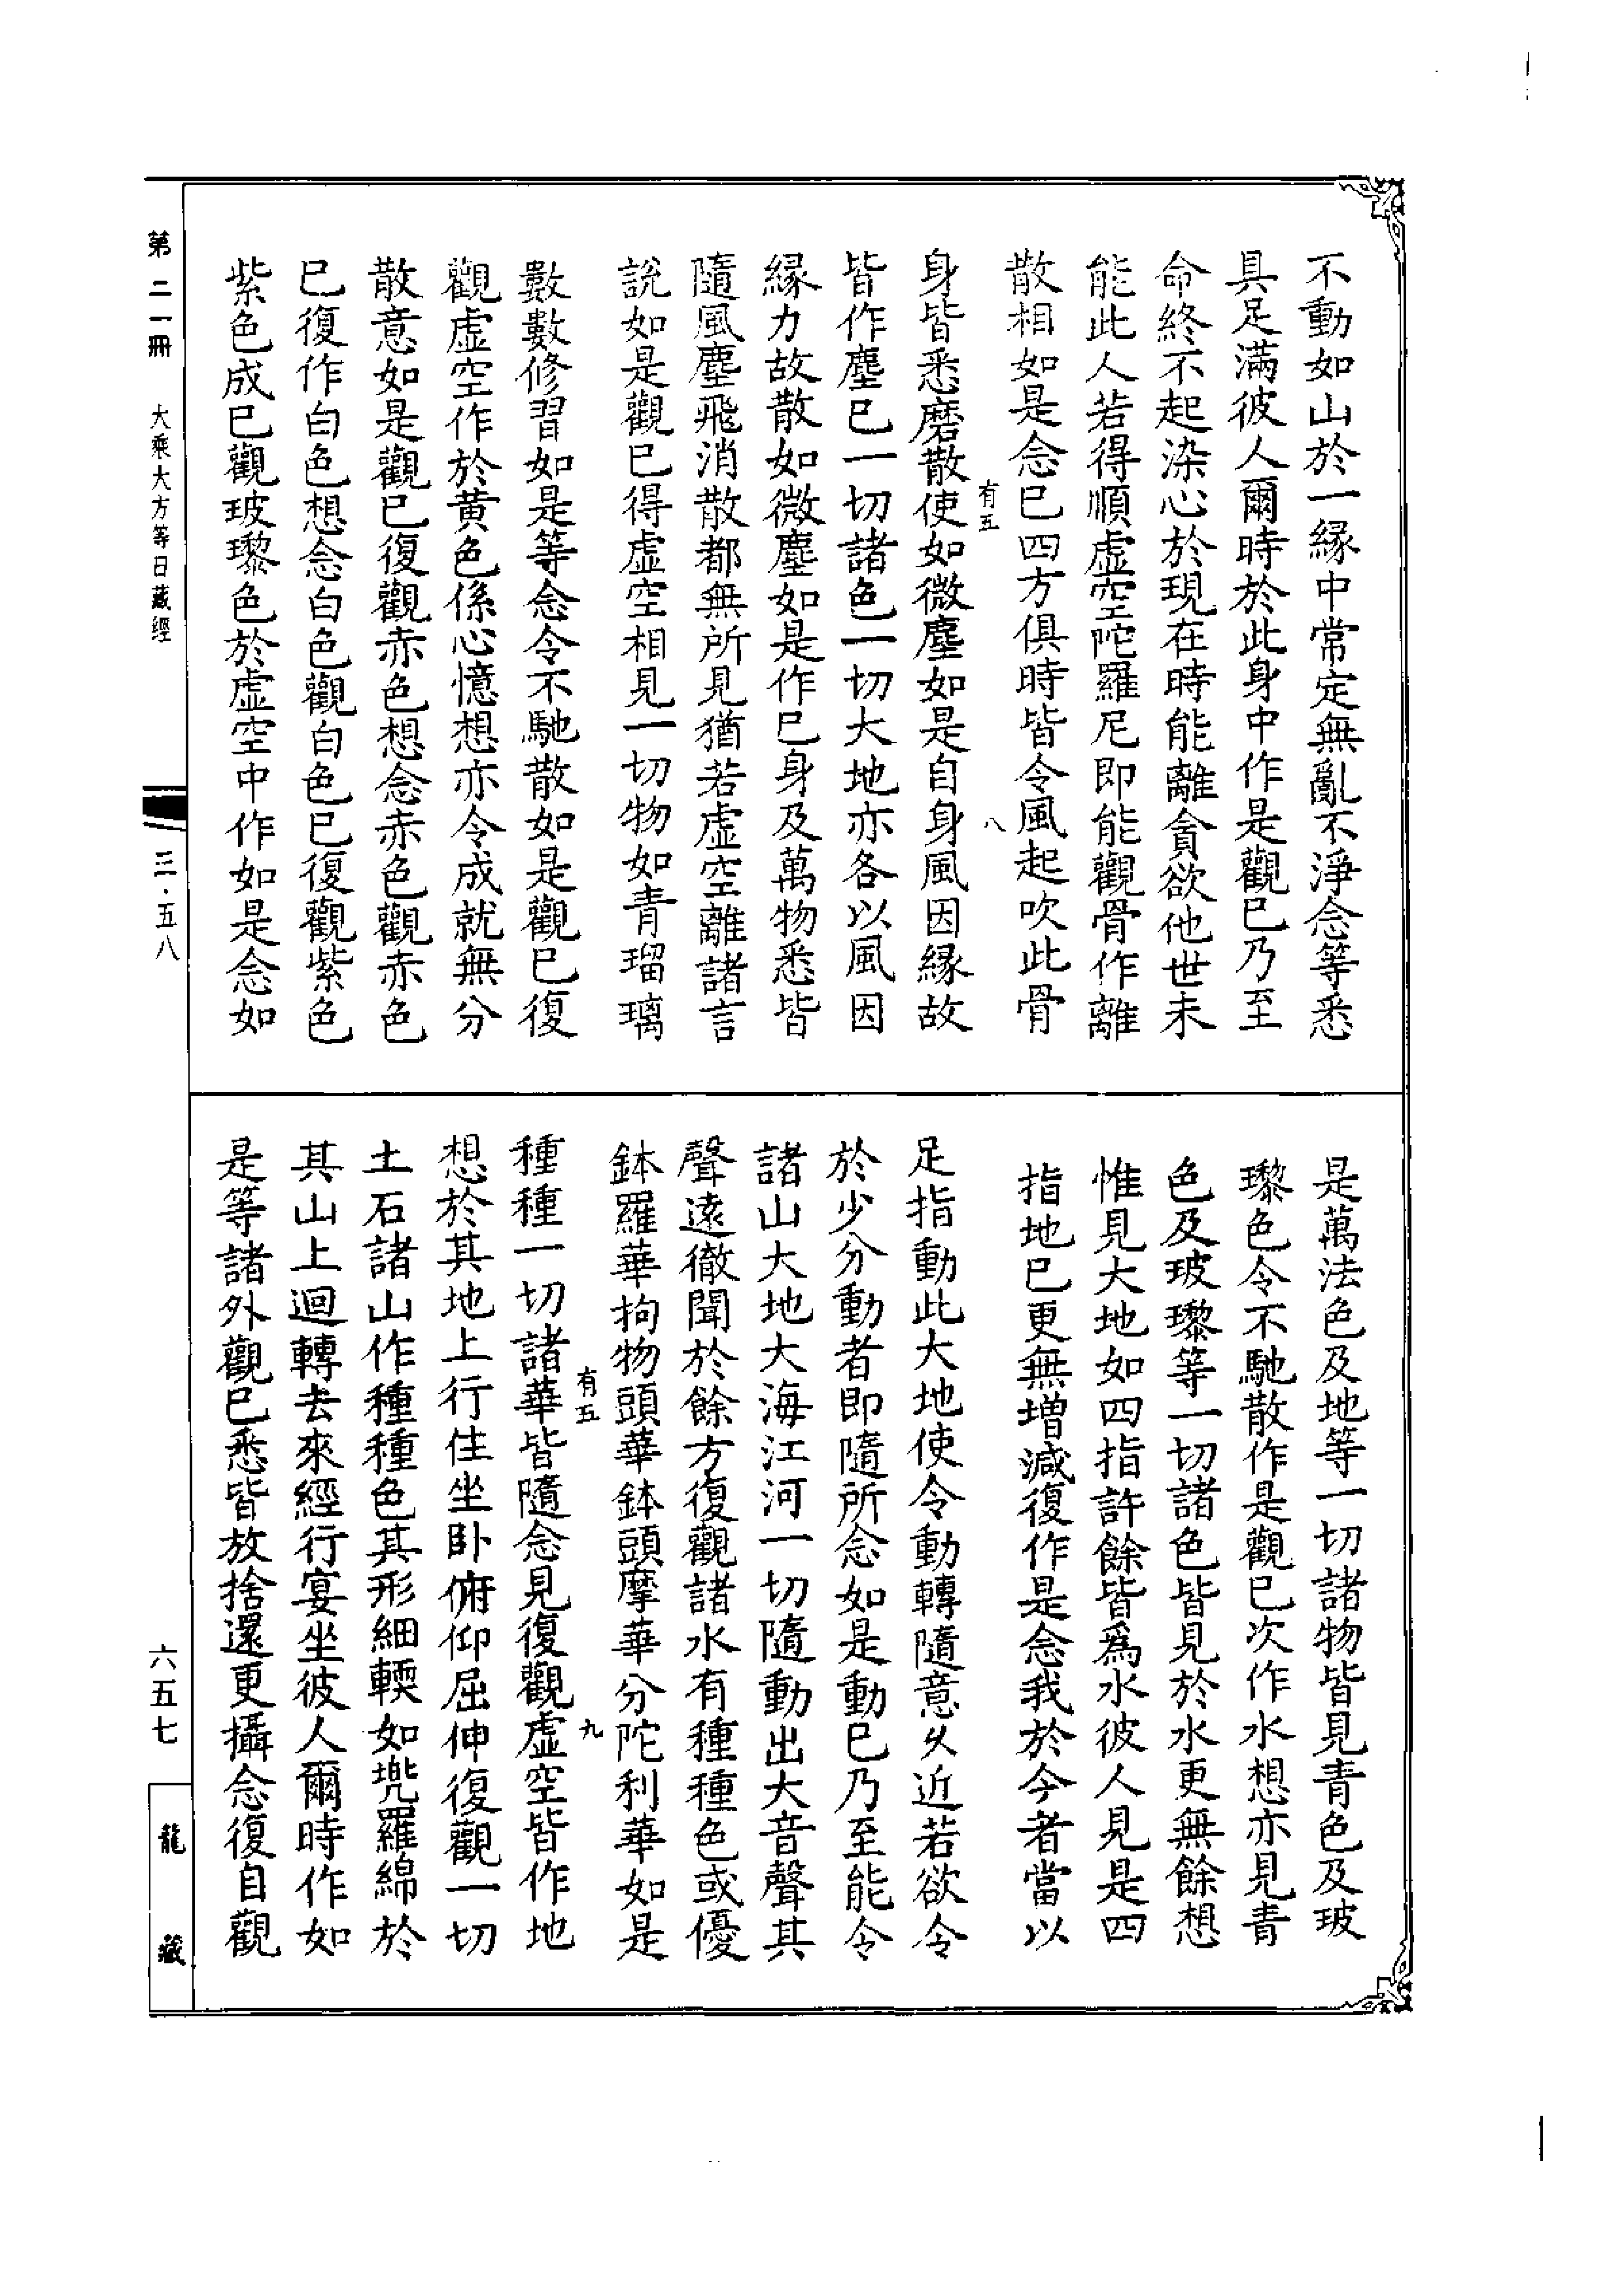 不動如山於一緣中常定無亂不淨念等悉
具足滿彼人爾時於此身中作是觀已乃至
命終不起染心於現在時能離貪欲他世未
能此人若得順虛空陀羅尼即能觀骨作離
散相如是念已四方俱時皆令風起吹此骨
有五 八
身皆悉磨散使如微塵如是自身風因緣故
皆作塵已一切諸色一切大地亦各以風因
緣力故散如微塵如是作已身及萬物悉皆
隨風塵飛消散都無所見猶若虛空離諸言
說如是觀已得虛空相見一切物如青瑠璃
數數修習如是等念令不馳散如是觀已復
觀虛空作於黃色係心憶想亦令成就無分
散意如是觀已復觀赤色想念赤色觀赤色
已復作白色想念白色觀白色已復觀紫色
紫色成已觀玻瓈色於虛空中作如是念如
是萬法色及地等一切諸物皆見青色及玻
瓈色令不馳散作是觀已次作水想亦見青
色及玻瓈等一切諸色皆見於水更無餘想
惟見大地如四指許餘皆爲水彼人見是四
指地已更無增減復作是念我於今者當以
足指動此大地使令動轉隨意久近若欲令
於少分動者即隨所念如是動已乃至能令
諸山大地大海江河一切隨動出大音聲其
聲遠徹聞於餘方復觀諸水有種種色或優
鉢羅華拘物頭華鉢頭摩華分陀利華如是
有五 九
種種一切諸華皆隨念見復觀虛空皆作地
想於其地上行住坐卧俯仰屈伸復觀一切
土石諸山作種種色其形細輭如兠羅綿於
其山上迴轉去來經行宴坐彼人爾時作如
是等諸外觀已悉皆放捨還更攝念復自觀
第二一冊 大乘大方等日藏經 三·五八
六五七
龍藏